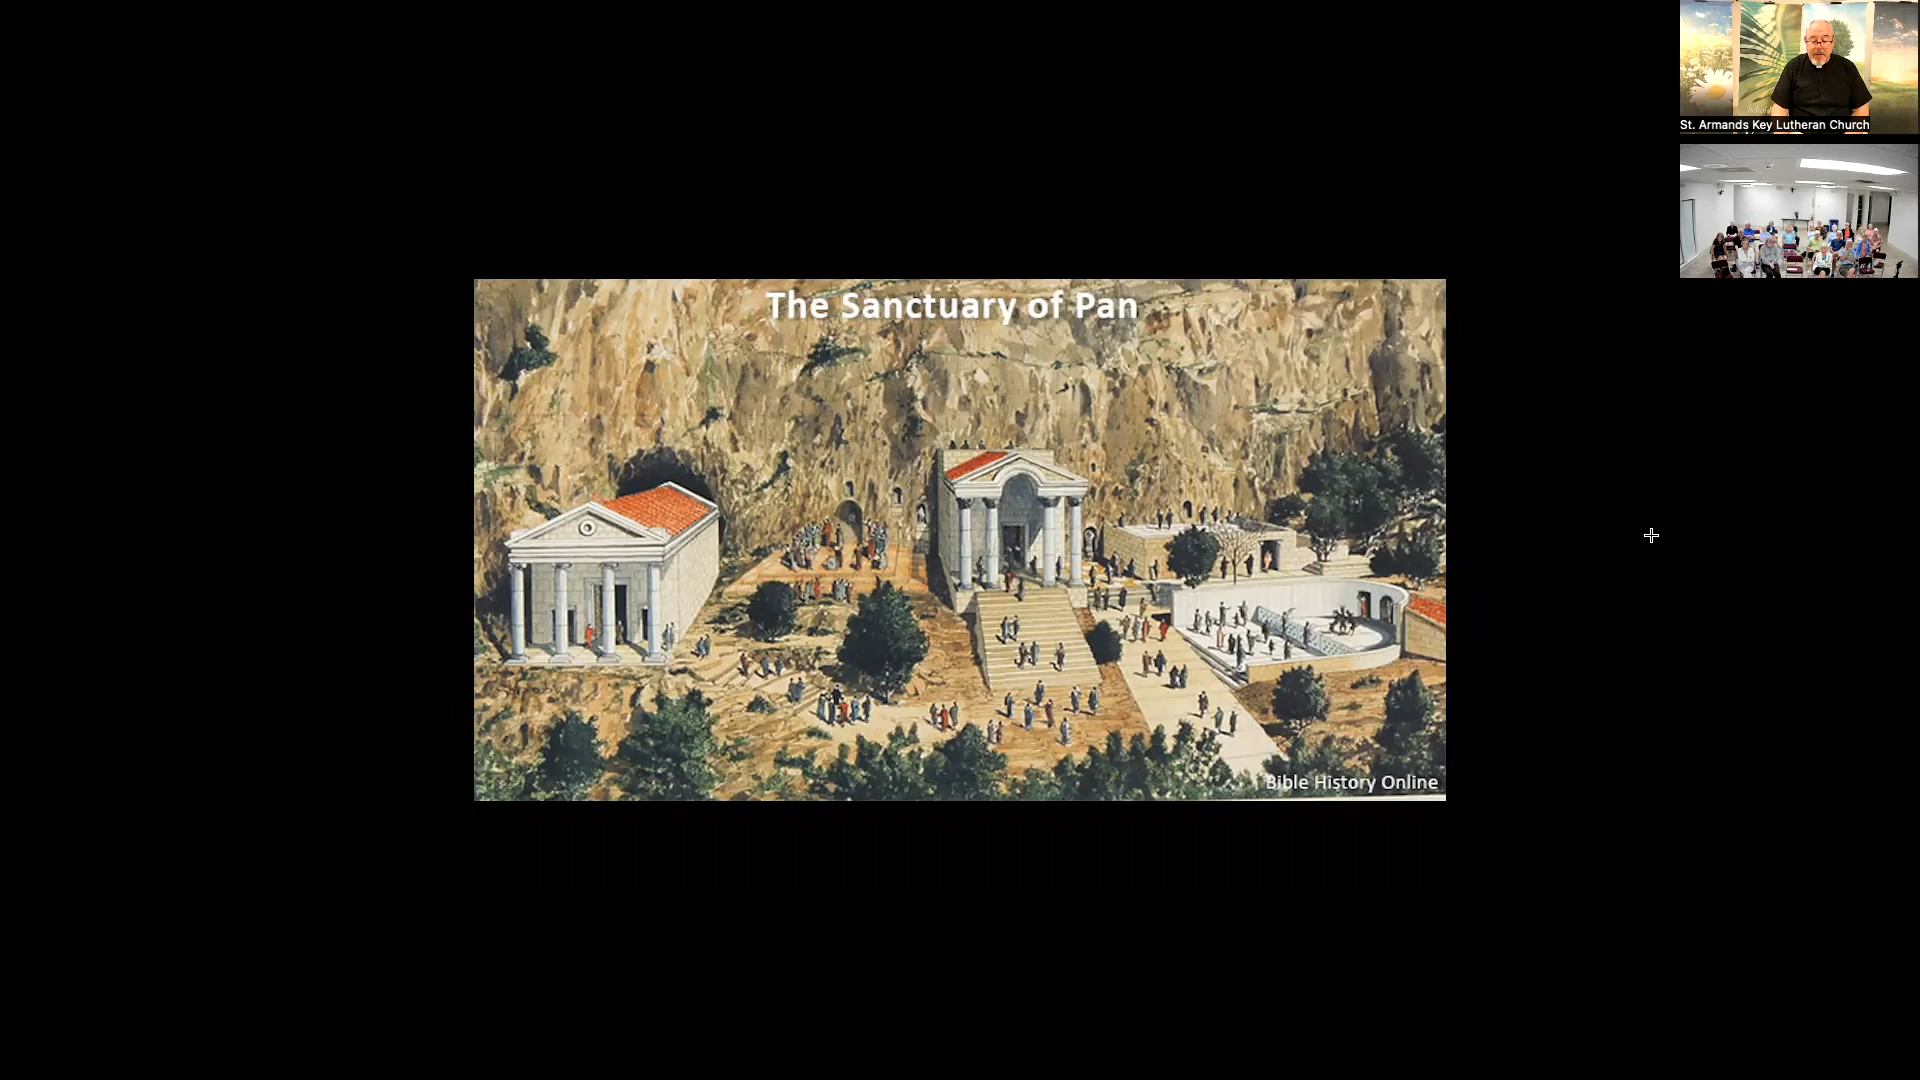 The Sanctuary of Pan
Bible History Online
St. Armands Key Lutheran Church